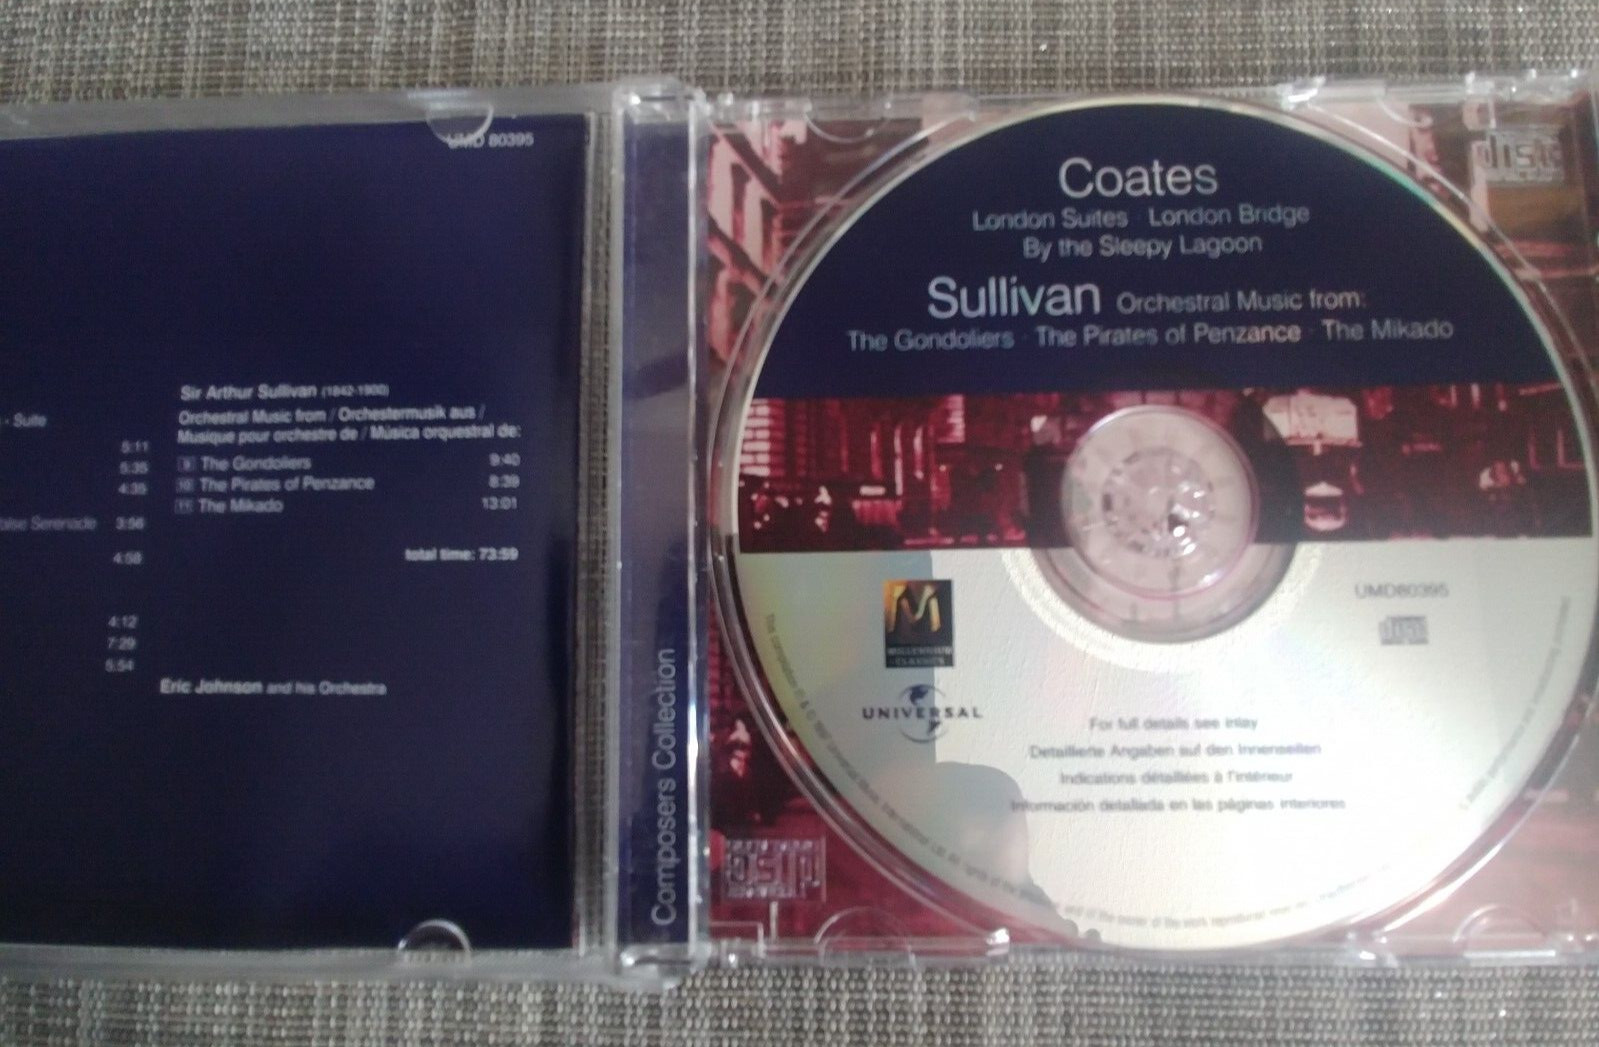 UMD 80395
- Suite
5:11
5:35
4:35
Valse Serenade 3:56
4:58
4:12
7:29
5:54
Sir Arthur Sullivan (1842-1900)
Orchestral Music from / Orchestermusik aus /
Musique pour orchestre de / Música orquestral de:
9 The Gondoliers 9:40
10 The Pirates of Penzance 8:39
11 The Mikado 13:01
total time: 73:59
Eric Johnson and his Orchestra
Composers Collection
Coates
London Suites · London Bridge
By the Sleepy Lagoon
Sullivan Orchestral Music from:
The Gondoliers · The Pirates of Penzance · The Mikado
UMD80395
MILLENNIUM
CLASSICS
UNIVERSAL
For full details see inlay
Detaillierte Angaben auf den Innenseiten
Indications détaillées à l'intérieur
Información detallada en las páginas interiores
disc
disc